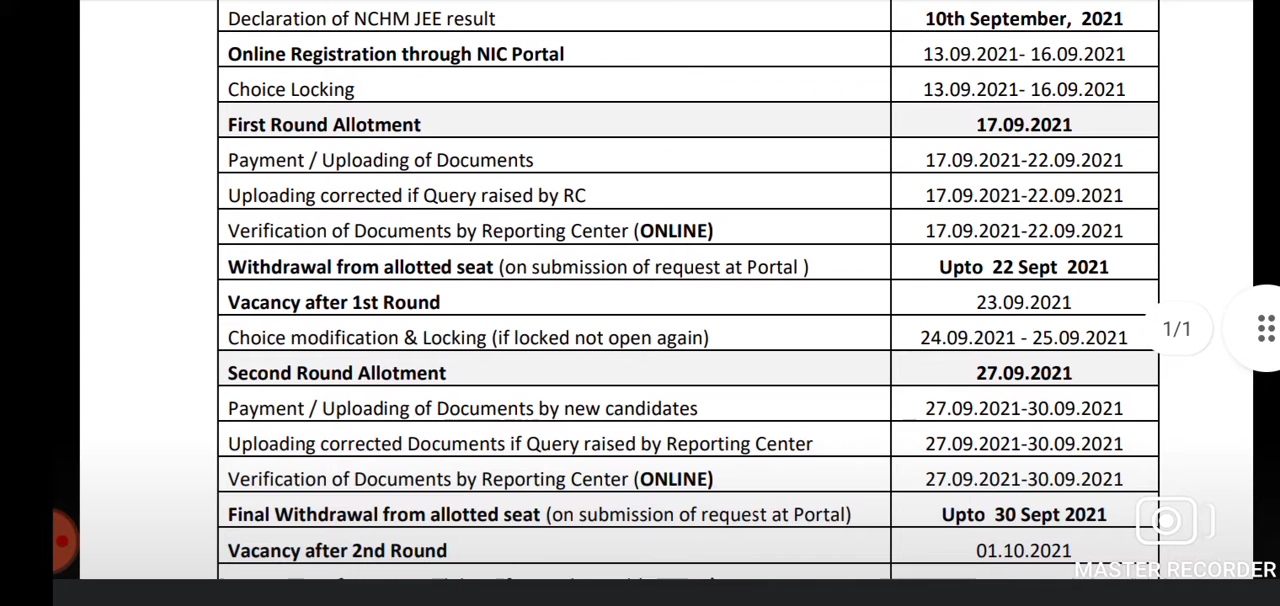 Declaration of NCHM JEE result 10th September, 2021
Online Registration through NIC Portal 13.09.2021- 16.09.2021
Choice Locking 13.09.2021- 16.09.2021
First Round Allotment 17.09.2021
Payment / Uploading of Documents 17.09.2021-22.09.2021
Uploading corrected if Query raised by RC 17.09.2021-22.09.2021
Verification of Documents by Reporting Center (ONLINE) 17.09.2021-22.09.2021
Withdrawal from allotted seat (on submission of request at Portal ) Upto 22 Sept 2021
Vacancy after 1st Round 23.09.2021
Choice modification & Locking (if locked not open again) 24.09.2021 - 25.09.2021
1/1
Second Round Allotment 27.09.2021
Payment / Uploading of Documents by new candidates 27.09.2021-30.09.2021
Uploading corrected Documents if Query raised by Reporting Center 27.09.2021-30.09.2021
Verification of Documents by Reporting Center (ONLINE) 27.09.2021-30.09.2021
Final Withdrawal from allotted seat (on submission of request at Portal) Upto 30 Sept 2021
Vacancy after 2nd Round 01.10.2021
MASTER RECORDER